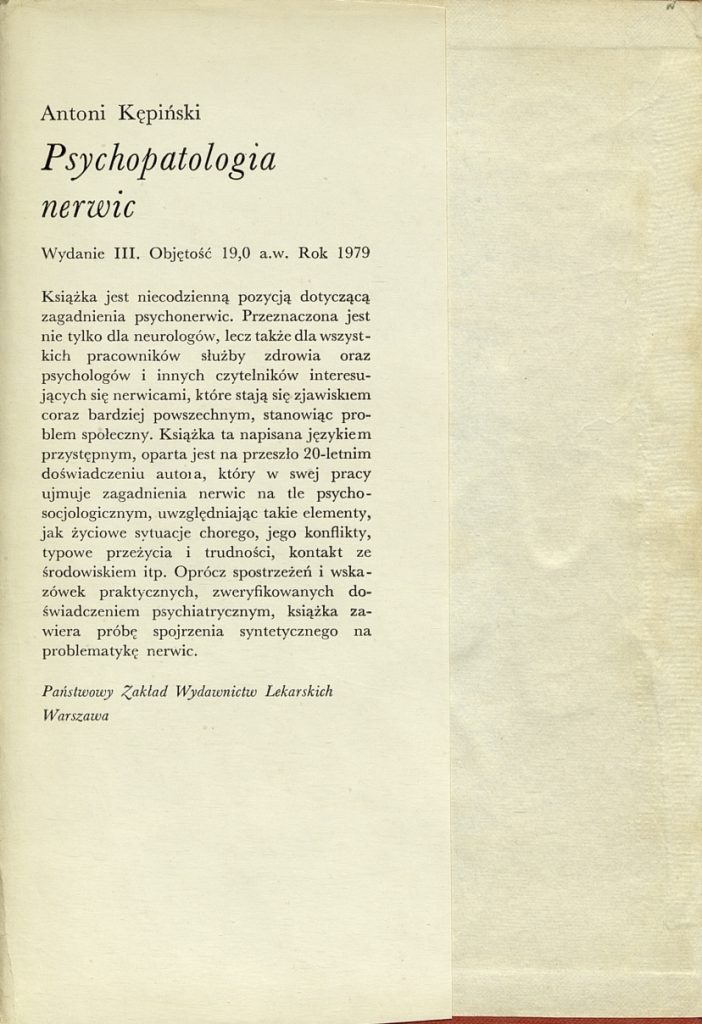 Antoni Kępiński
Psychopatologia
nerwic
Wydanie III. Objętość 19,0 a.w. Rok 1979
Książka jest niecodzienną pozycją dotyczącą
zagadnienia psychonerwic. Przeznaczona jest
nie tylko dla neurologów, lecz także dla wszyst-
kich pracowników służby zdrowia oraz
psychologów i innych czytelników interesu-
jących się nerwicami, które stają się zjawiskiem
coraz bardziej powszechnym, stanowiąc pro-
blem społeczny. Książka ta napisana językiem
przystępnym, oparta jest na przeszło 20-letnim
doświadczeniu autora, który w swej pracy
ujmuje zagadnienia nerwic na tle psycho-
socjologicznym, uwzględniając takie elementy,
jak życiowe sytuacje chorego, jego konflikty,
typowe przeżycia i trudności, kontakt ze
środowiskiem itp. Oprócz spostrzeżeń i wska-
zówek praktycznych, zweryfikowanych do-
świadczeniem psychiatrycznym, książka za-
wiera próbę spojrzenia syntetycznego na
problematykę nerwic.
Państwowy Zakład Wydawnictw Lekarskich
Warszawa